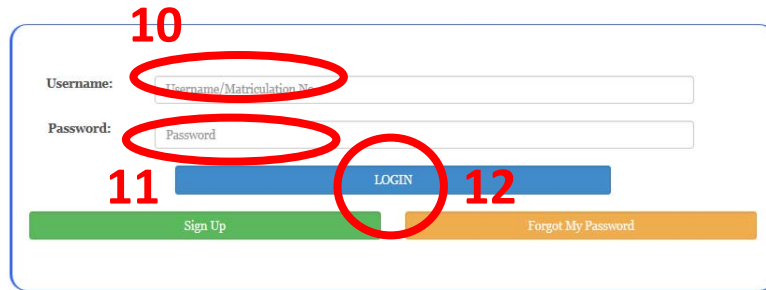 10
Username:
Username/Matriculation No
Password:
Password
11
LOGIN
12
Sign Up
Forgot My Password